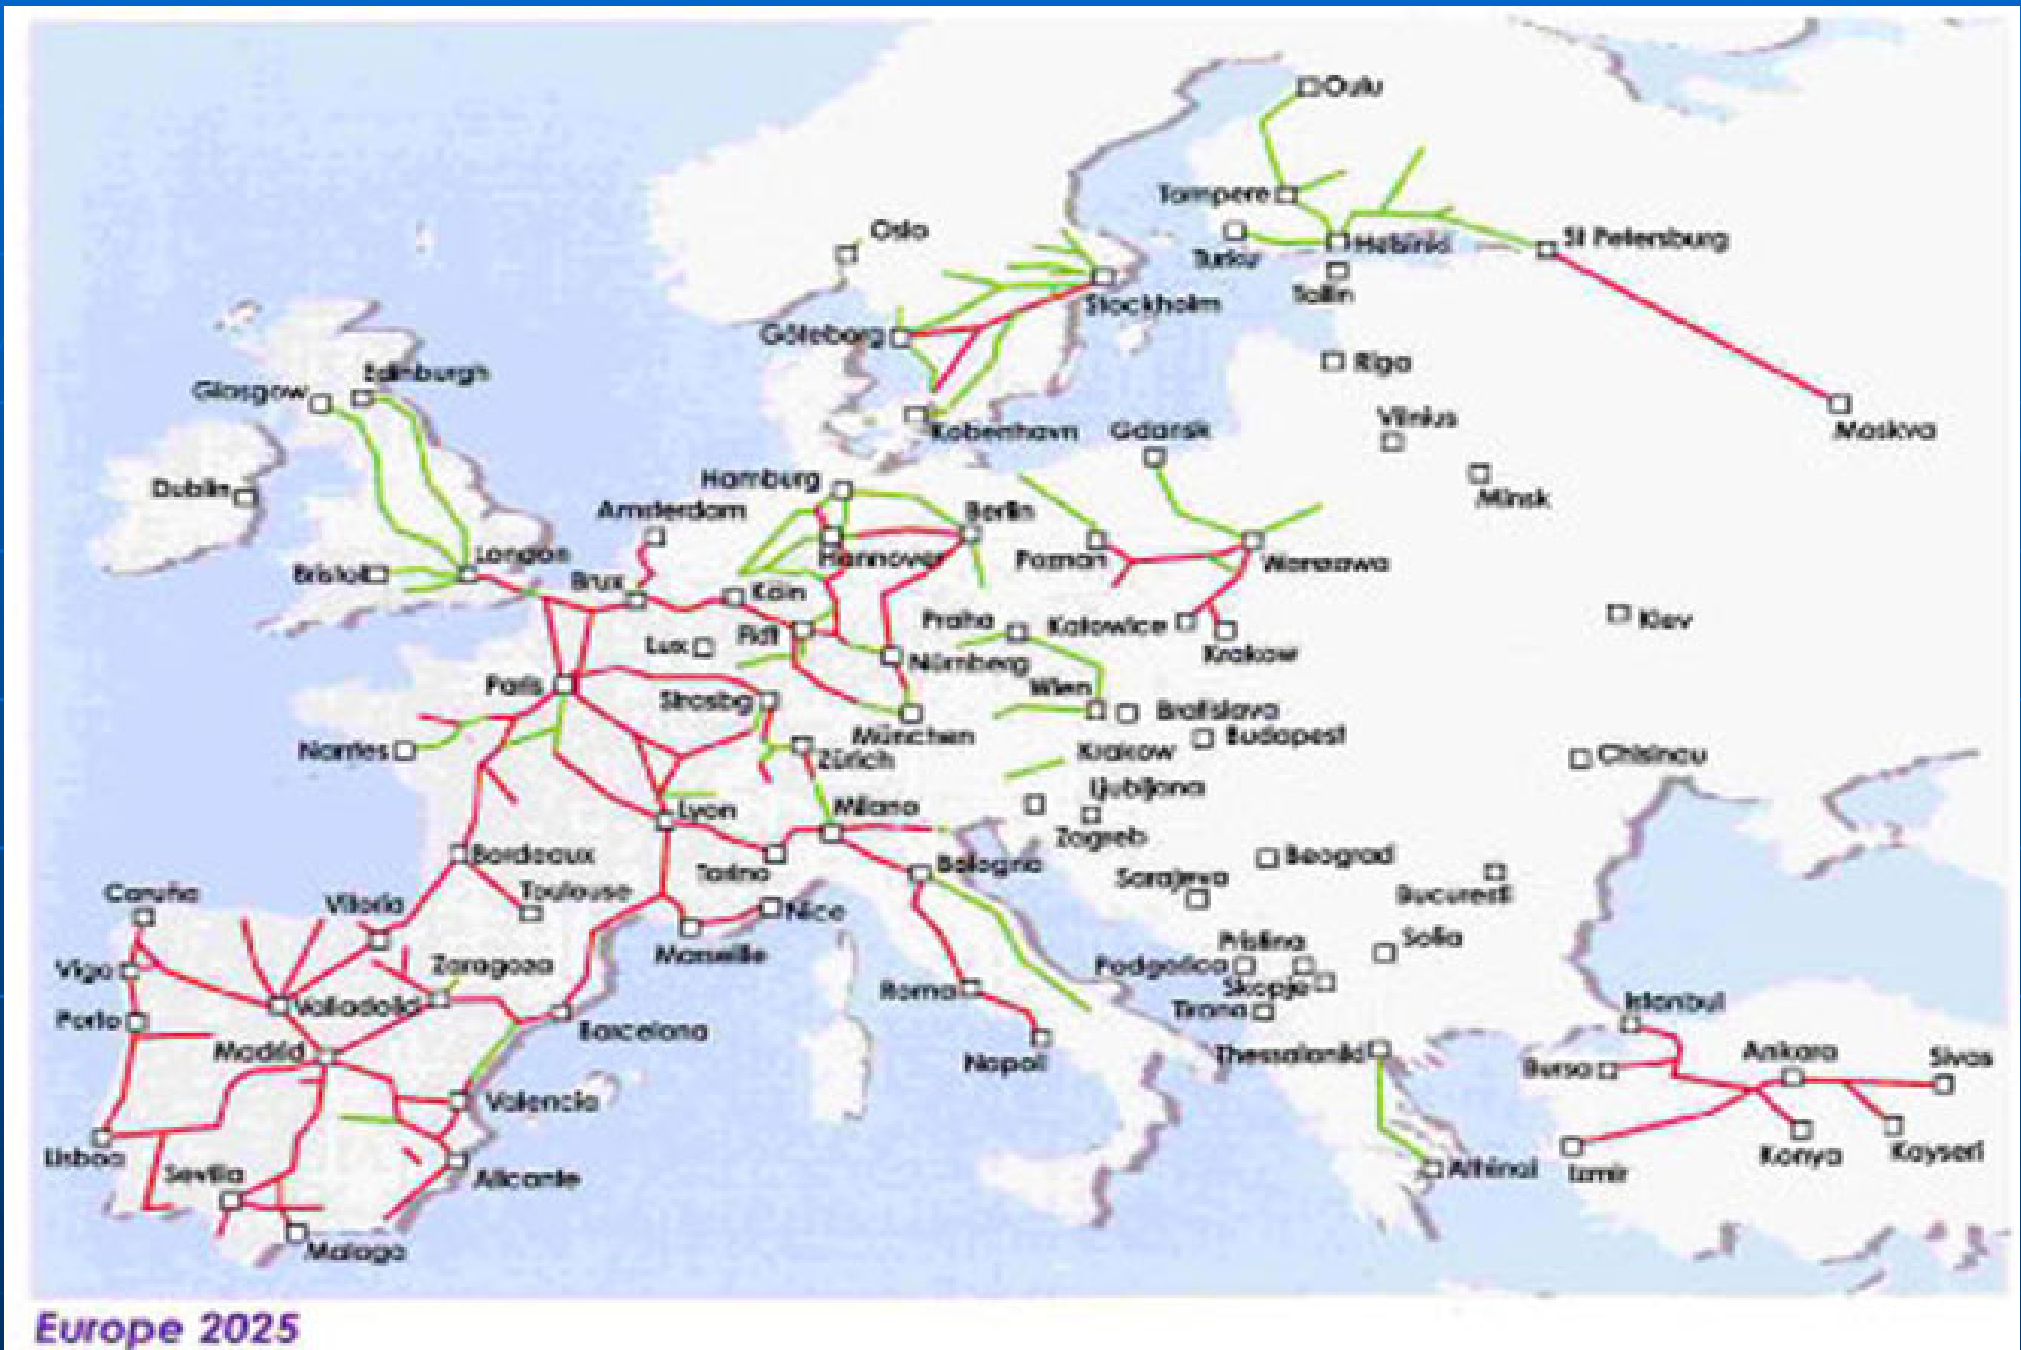 Oulu
Tampere
Oslo
Turku
Helsinki
St Petersburg
Tallin
Stockholm
Göteborg
Riga
Edinburgh
Glasgow
Vilnius
Moskva
Kobenhavn
Gdansk
Minsk
Hamburg
Dublin
Amsterdam
Berlin
London
Hannover
Poznan
Warszawa
Bristol
Brux
Köln
Praha
Katowice
Kiev
Lux
Fkft
Nürnberg
Krakow
Paris
Strasbg
Wien
Bratislava
Nantes
München
Krakow
Budapest
Zürich
Chisinau
Ljubljana
Lyon
Milano
Zagreb
Bordeaux
Torino
Bologna
Beograd
Sarajeva
Bucuresti
Coruña
Vitoria
Toulouse
Nice
Marseille
Pristina
Sofia
Vigo
Zaragoza
Podgorica
Skopje
Porto
Valladolid
Roma
Tirana
Istanbul
Barcelona
Madrid
Napoli
Thessaloniki
Bursa
Ankara
Sivas
Valencia
Lisboa
Sevilla
Alicante
Athinai
Izmir
Konya
Kayseri
Malaga
Europe 2025